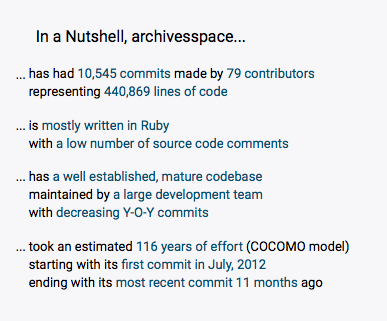 In a Nutshell, archivesspace...
... has had 10,545 commits made by 79 contributors
representing 440,869 lines of code
... is mostly written in Ruby
with a low number of source code comments
... has a well established, mature codebase
maintained by a large development team
with decreasing Y-O-Y commits
... took an estimated 116 years of effort (COCOMO model)
starting with its first commit in July, 2012
ending with its most recent commit 11 months ago